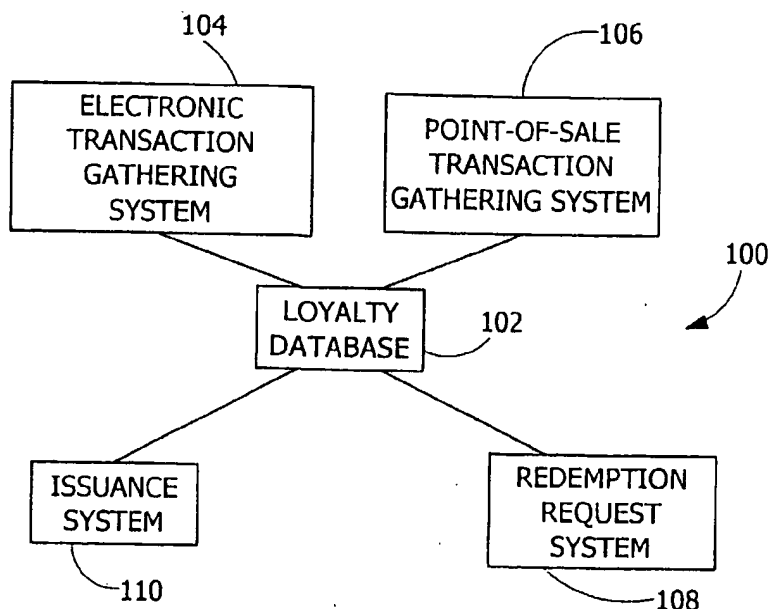 104
106
ELECTRONIC
TRANSACTION
GATHERING
SYSTEM
POINT-OF-SALE
TRANSACTION
GATHERING SYSTEM
100
LOYALTY
DATABASE
102
ISSUANCE
SYSTEM
REDEMPTION
REQUEST
SYSTEM
110
108